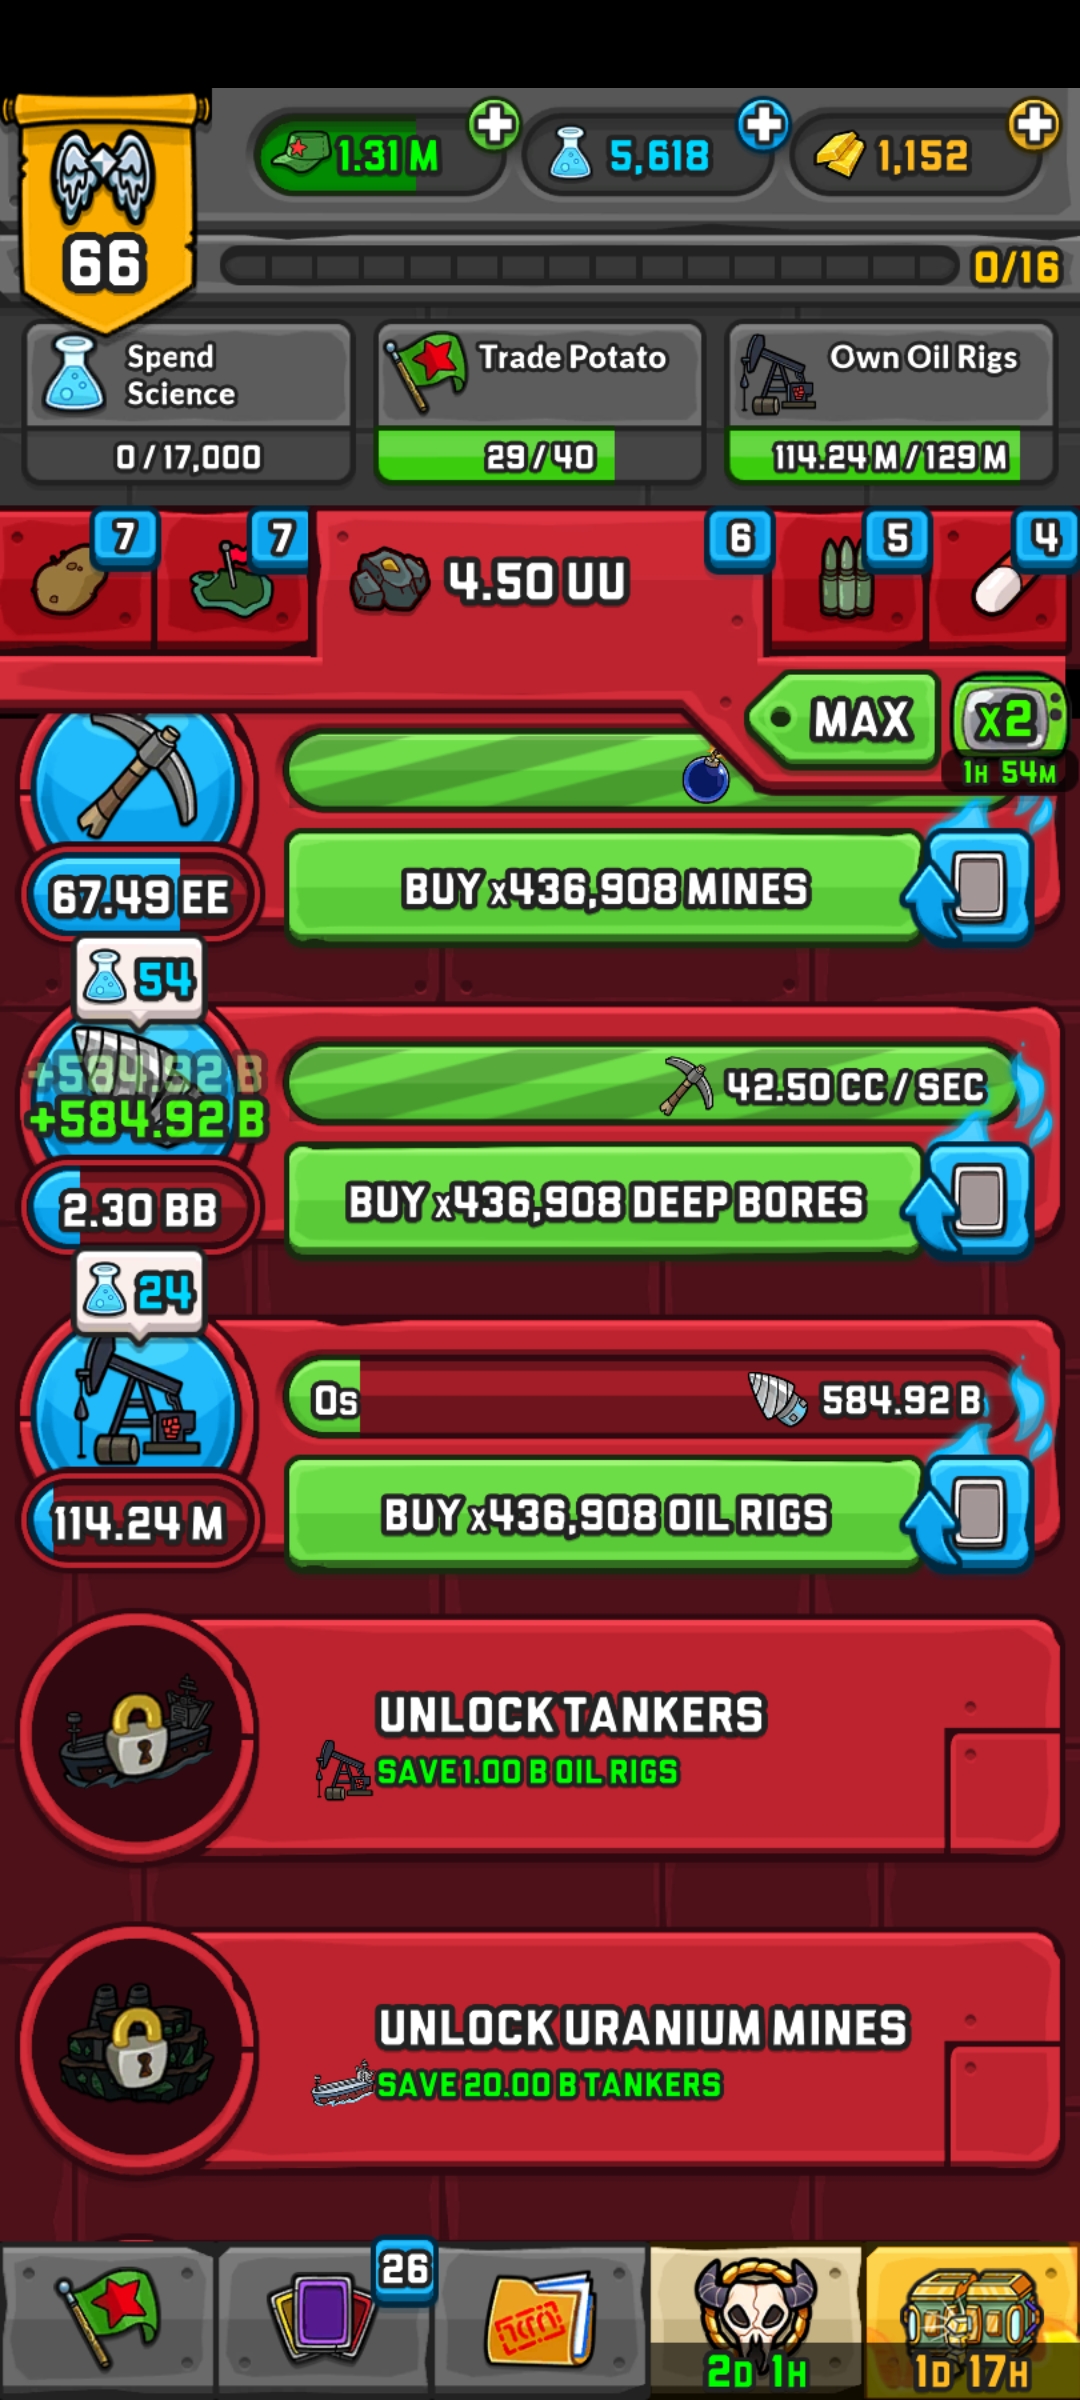 1.31 M
5,618
1,152
66
0/16
Spend
Science
0 / 17,000
Trade Potato
29 / 40
Own Oil Rigs
114.24 M / 129 M
7
7
4.50 UU
6
5
4
MAX
x2
1H 54M
67.49 EE
BUY x436,908 MINES
54
+584.92 B
+584.92 B
42.50 CC / SEC
2.30 BB
BUY x436,908 DEEP BORES
24
0s
584.92 B
114.24 M
BUY x436,908 OIL RIGS
UNLOCK TANKERS
SAVE 1.00 B OIL RIGS
UNLOCK URANIUM MINES
SAVE 20.00 B TANKERS
26
2D 1H
1D 17H